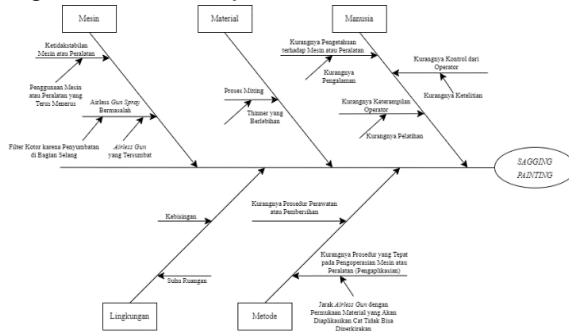 Mesin
Material
Manusia
Ketidakstabilan
Mesin atau Peralatan
Penggunaan Mesin
atau Peralatan yang
Terus Menerus
Airless Gun Spray
Bermasalah
Filter Kotor karena Penyumbatan
di Bagian Selang
Airless Gun
yang Tersumbat
Proses Mixing
Thinner yang
Berlebihan
Kurangnya Pengetahuan
terhadap Mesin atau Peralatan
Kurangnya
Pengalaman
Kurangnya Kontrol dari
Operator
Kurangnya Ketelitian
Kurangnya Keterampilan
Operator
Kurangnya Pelatihan
SAGGING
PAINTING
Kebisingan
Suhu Ruangan
Kurangnya Prosedur Perawatan
atau Pembersihan
Kurangnya Prosedur yang Tepat
pada Pengoperasian Mesin atau
Peralatan (Pengaplikasian)
Jarak Airless Gun dengan
Permukaan Material yang Akan
Diaplikasikan Cat Tidak Bisa
Diperkirakan
Lingkungan
Metode